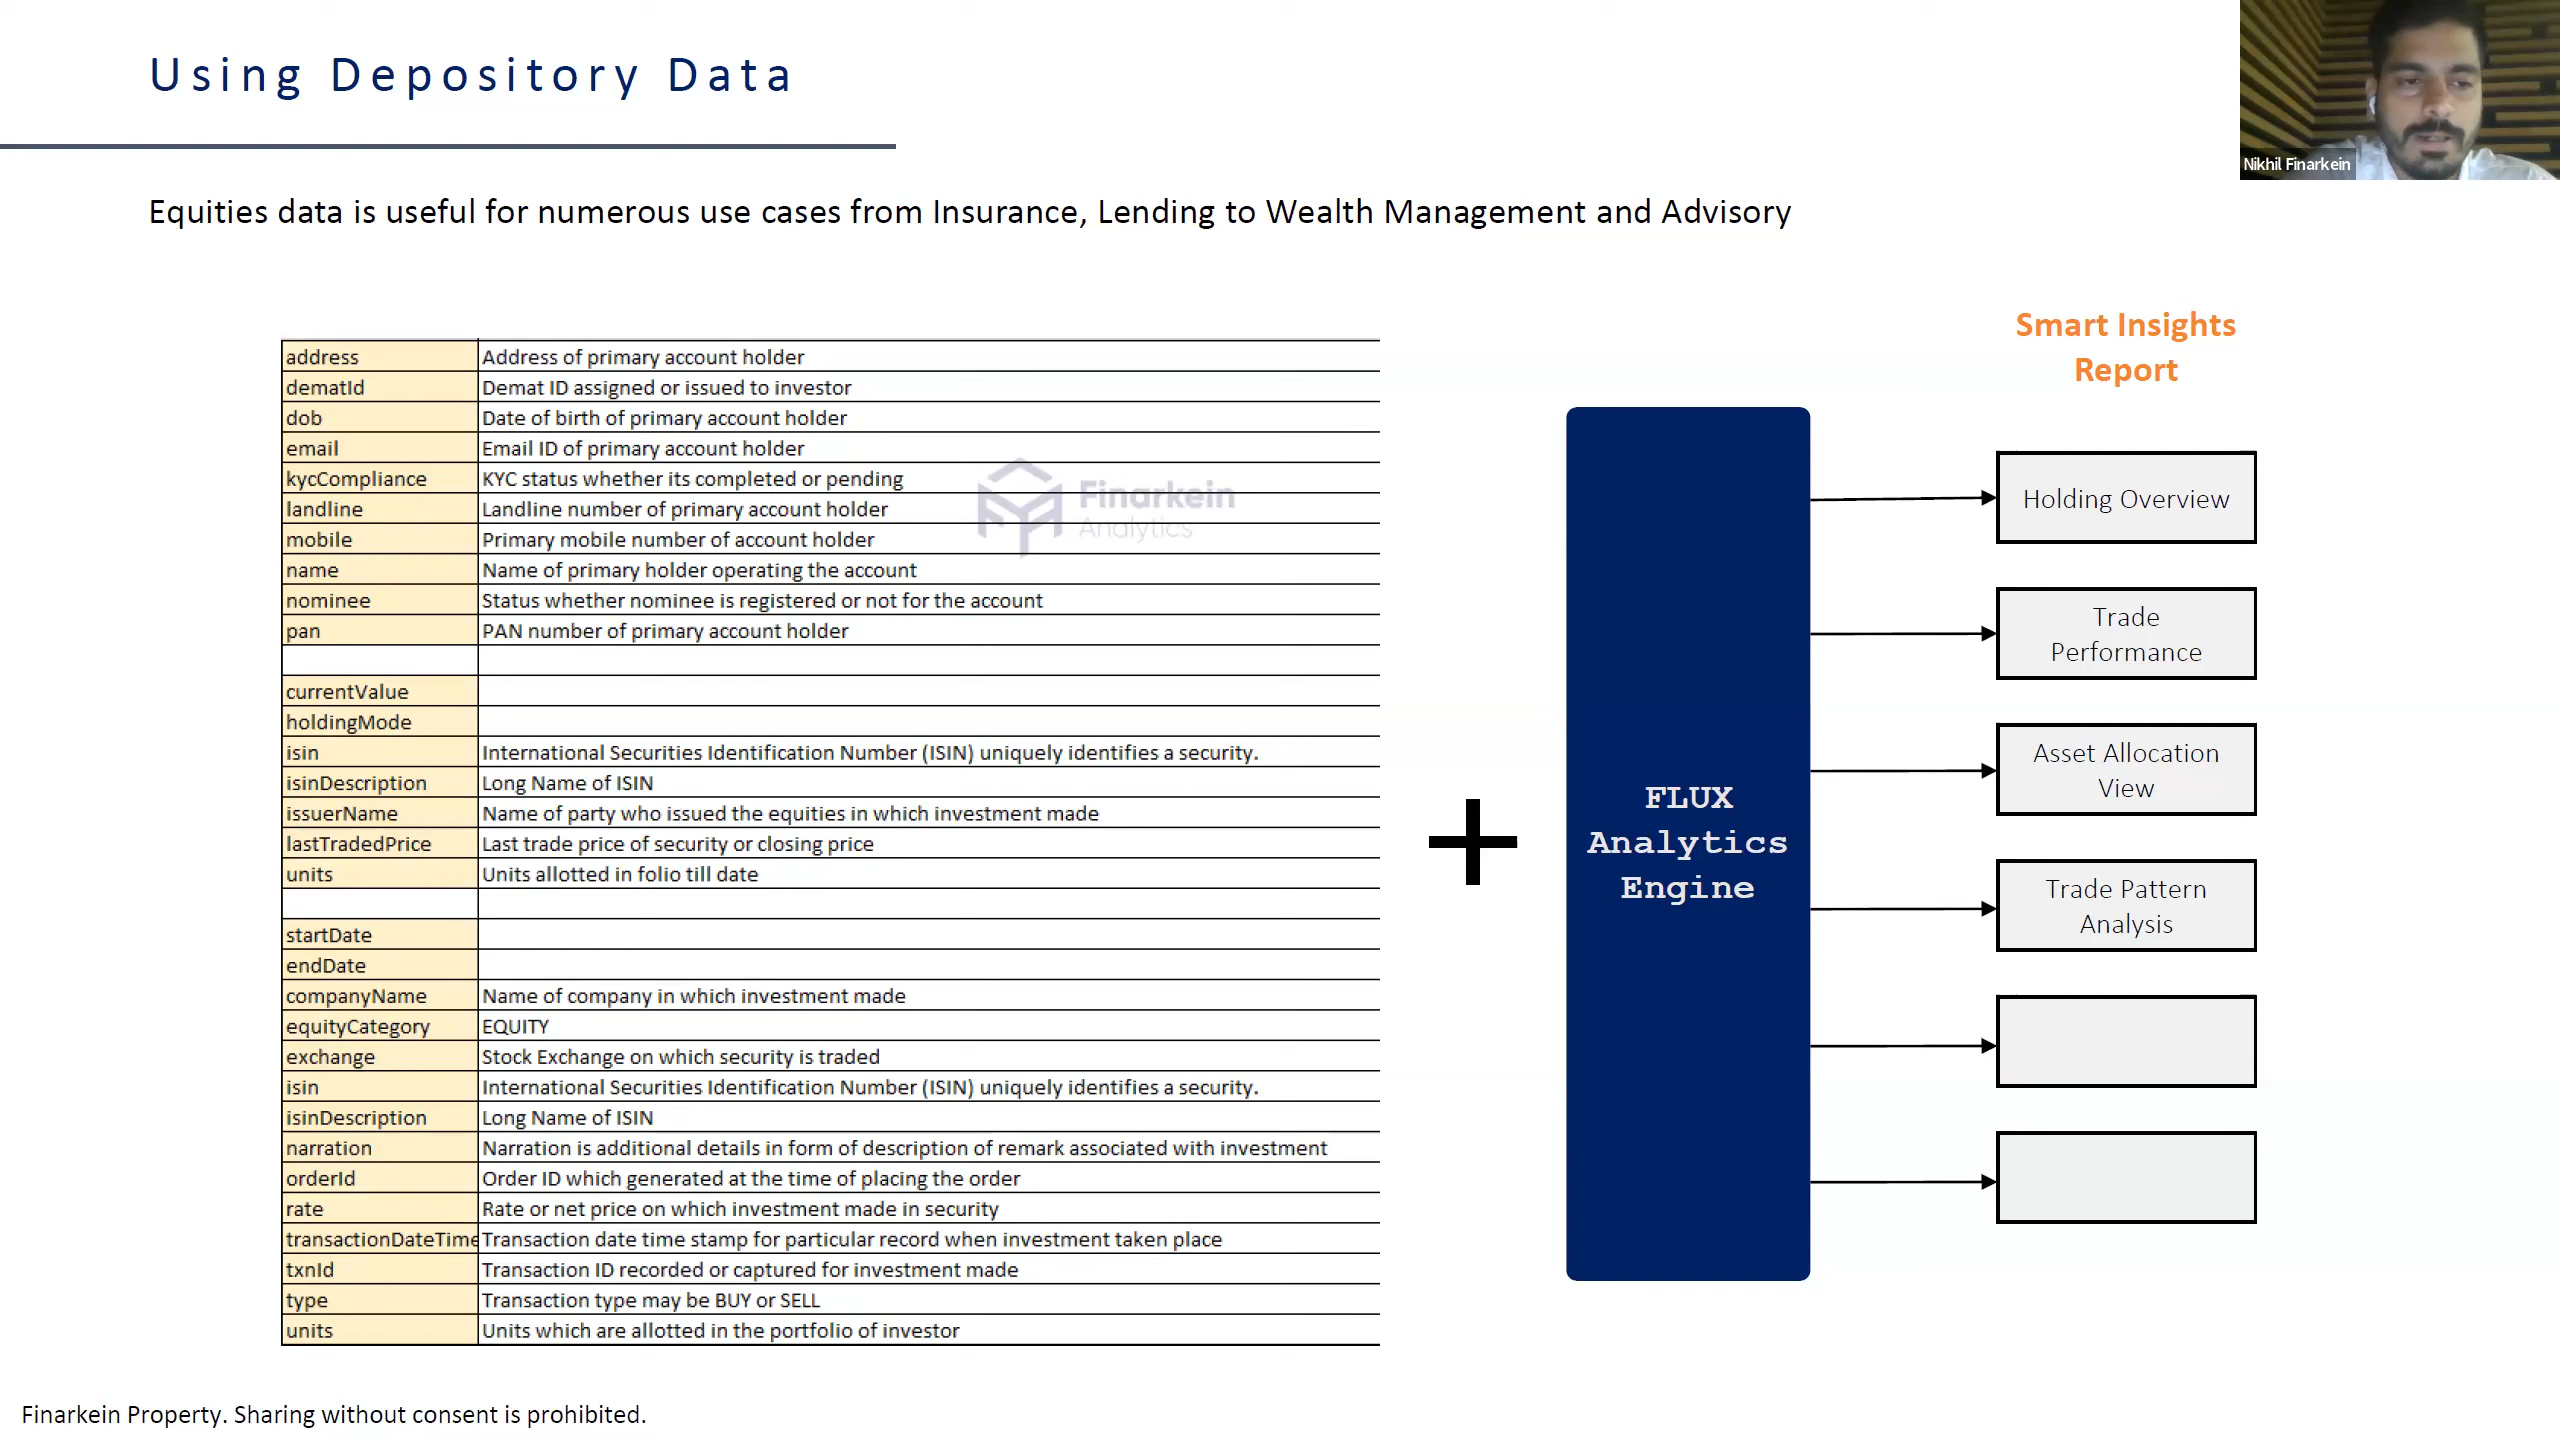 Using Depository Data
Nikhil Finarkein
Equities data is useful for numerous use cases from Insurance, Lending to Wealth Management and Advisory
address Address of primary account holder
dematId Demat ID assigned or issued to investor
dob Date of birth of primary account holder
email Email ID of primary account holder
kycCompliance KYC status whether its completed or pending
landline Landline number of primary account holder
mobile Primary mobile number of account holder
name Name of primary holder operating the account
nominee Status whether nominee is registered or not for the account
pan PAN number of primary account holder
currentValue
holdingMode
isin International Securities Identification Number (ISIN) uniquely identifies a security.
isinDescription Long Name of ISIN
issuerName Name of party who issued the equities in which investment made
lastTradedPrice Last trade price of security or closing price
units Units allotted in folio till date
startDate
endDate
companyName Name of company in which investment made
equityCategory EQUITY
exchange Stock Exchange on which security is traded
isin International Securities Identification Number (ISIN) uniquely identifies a security.
isinDescription Long Name of ISIN
narration Narration is additional details in form of description of remark associated with investment
orderId Order ID which generated at the time of placing the order
rate Rate or net price on which investment made in security
transactionDateTime Transaction date time stamp for particular record when investment taken place
txnId Transaction ID recorded or captured for investment made
type Transaction type may be BUY or SELL
units Units which are allotted in the portfolio of investor
Finarkein
Analytics
+
FLUX
Analytics
Engine
Smart Insights
Report
Holding Overview
Trade
Performance
Asset Allocation
View
Trade Pattern
Analysis
Finarkein Property. Sharing without consent is prohibited.